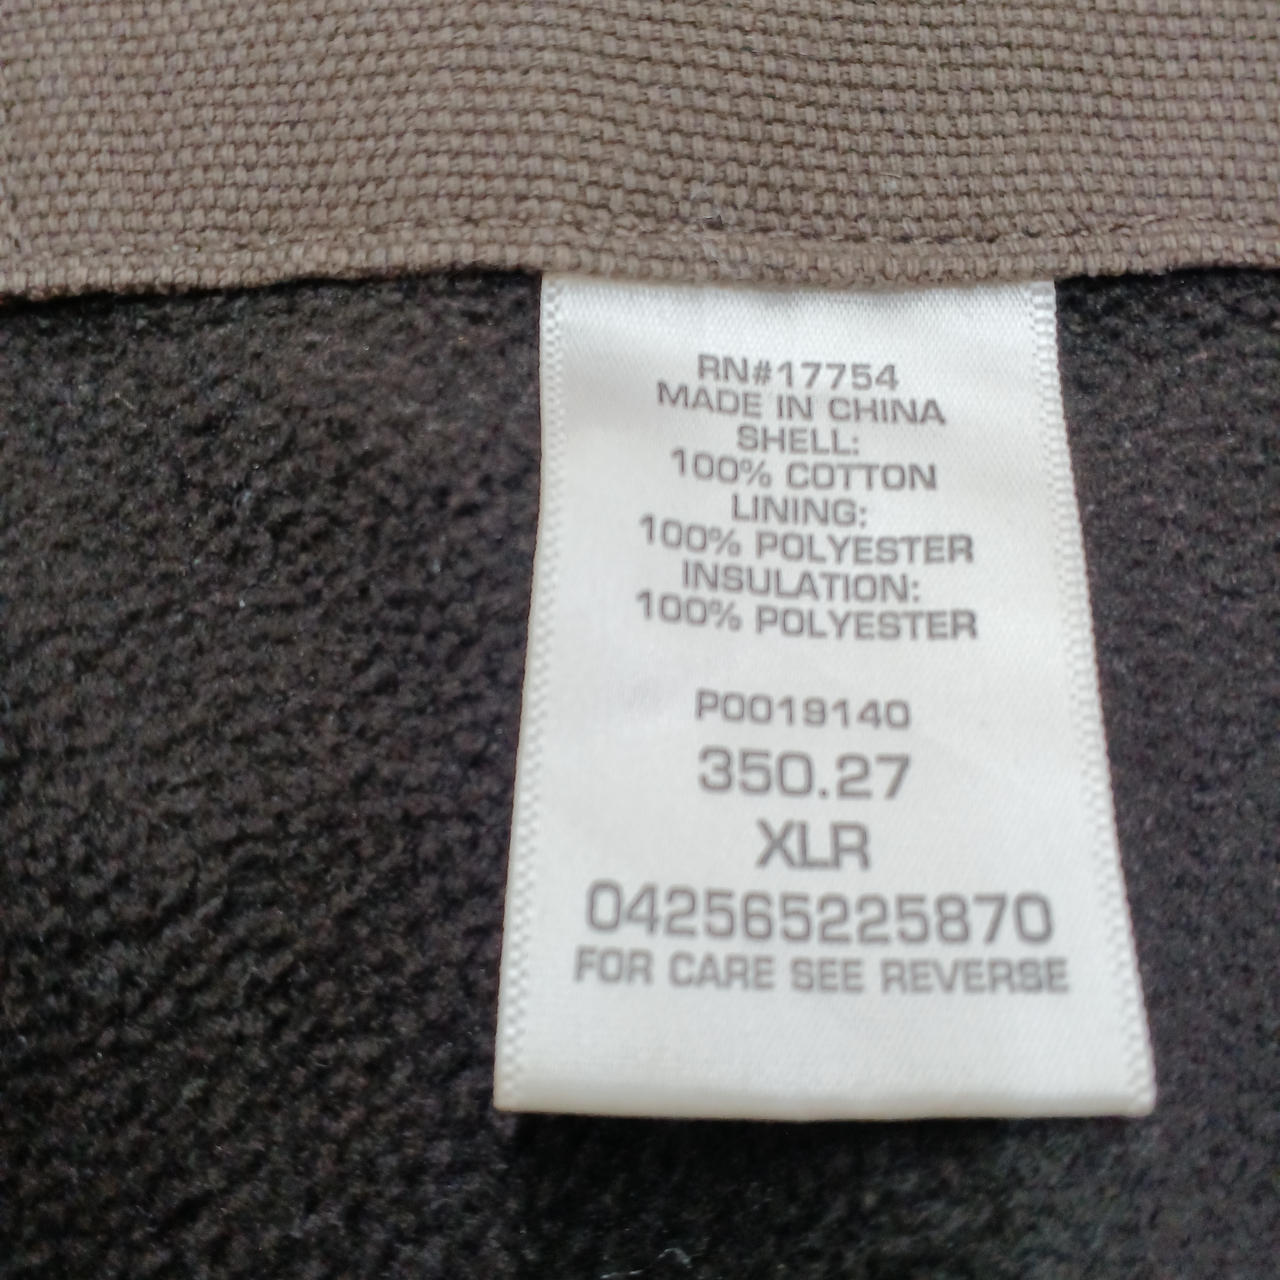 RN#17754
MADE IN CHINA
SHELL:
100% COTTON
LINING:
100% POLYESTER
INSULATION:
100% POLYESTER
P0019140
350.27
XLR
042565225870
FOR CARE SEE REVERSE